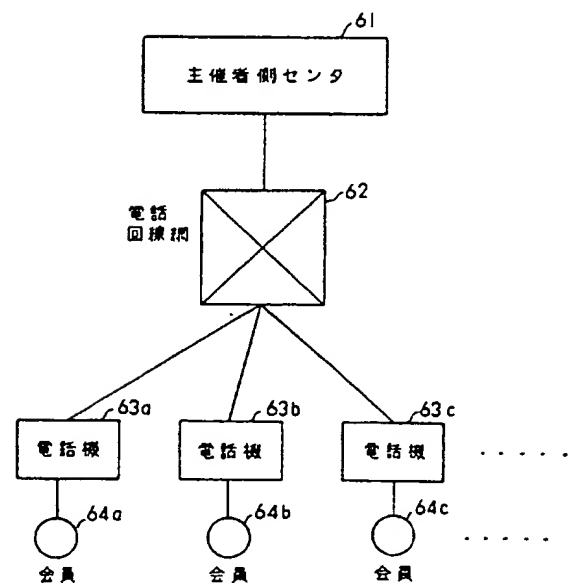 61
主催者側センタ
62
電話
回線網
63a
63b
63c
電話機
電話機
電話機
.....
64a
64b
64c
.....
会員
会員
会員